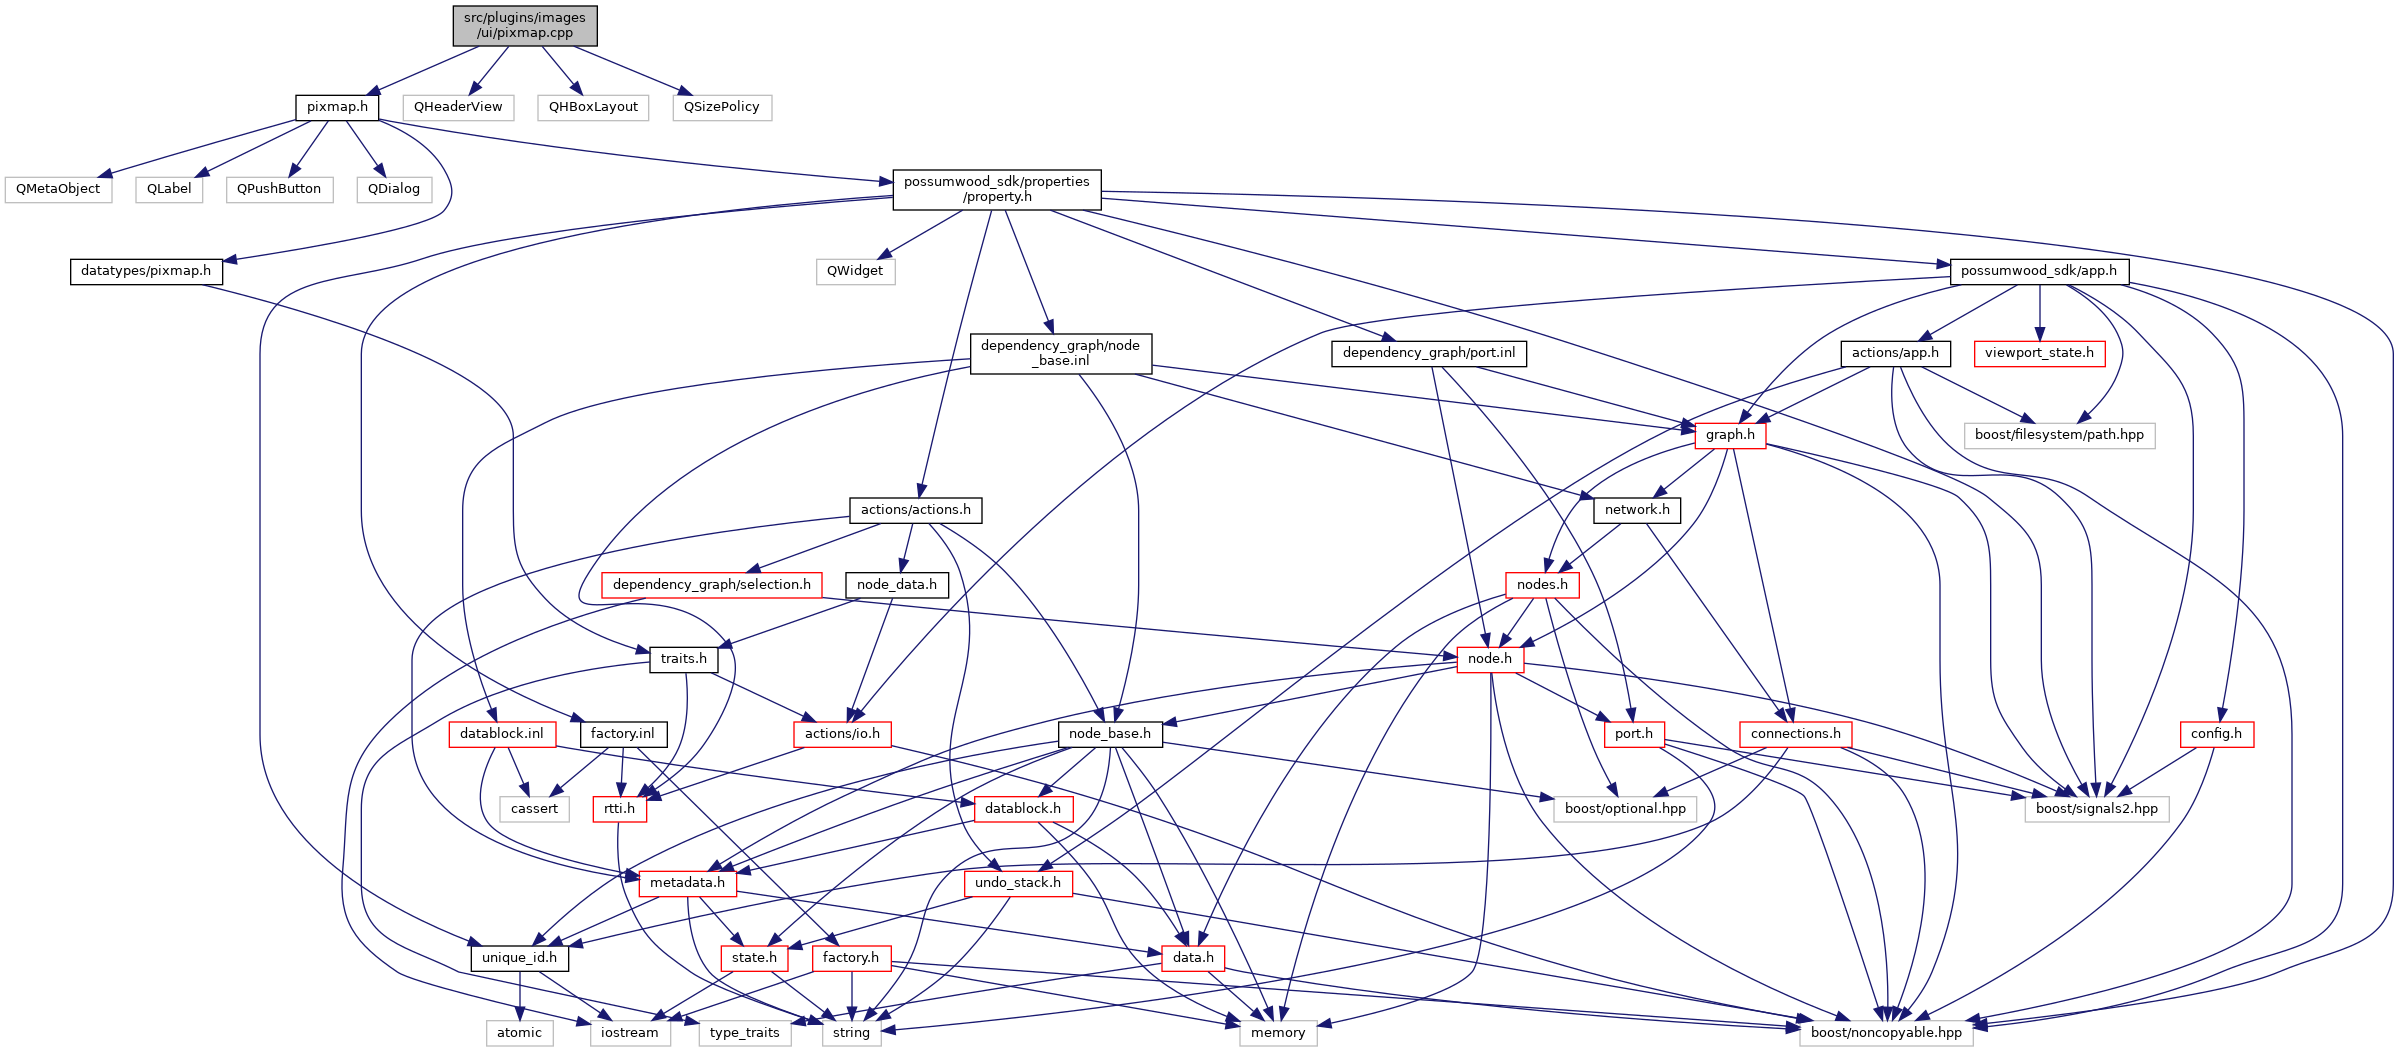 src/plugins/images
/ui/pixmap.cpp
pixmap.h
QHeaderView
QHBoxLayout
QSizePolicy
QMetaObject
QLabel
QPushButton
QDialog
possumwood_sdk/properties
/property.h
datatypes/pixmap.h
QWidget
possumwood_sdk/app.h
dependency_graph/node
_base.inl
dependency_graph/port.inl
actions/app.h
viewport_state.h
graph.h
boost/filesystem/path.hpp
actions/actions.h
network.h
dependency_graph/selection.h
node_data.h
nodes.h
traits.h
node.h
datablock.inl
factory.inl
actions/io.h
node_base.h
port.h
connections.h
config.h
cassert
rtti.h
datablock.h
boost/optional.hpp
boost/signals2.hpp
metadata.h
undo_stack.h
unique_id.h
state.h
factory.h
data.h
atomic
iostream
type_traits
string
memory
boost/noncopyable.hpp